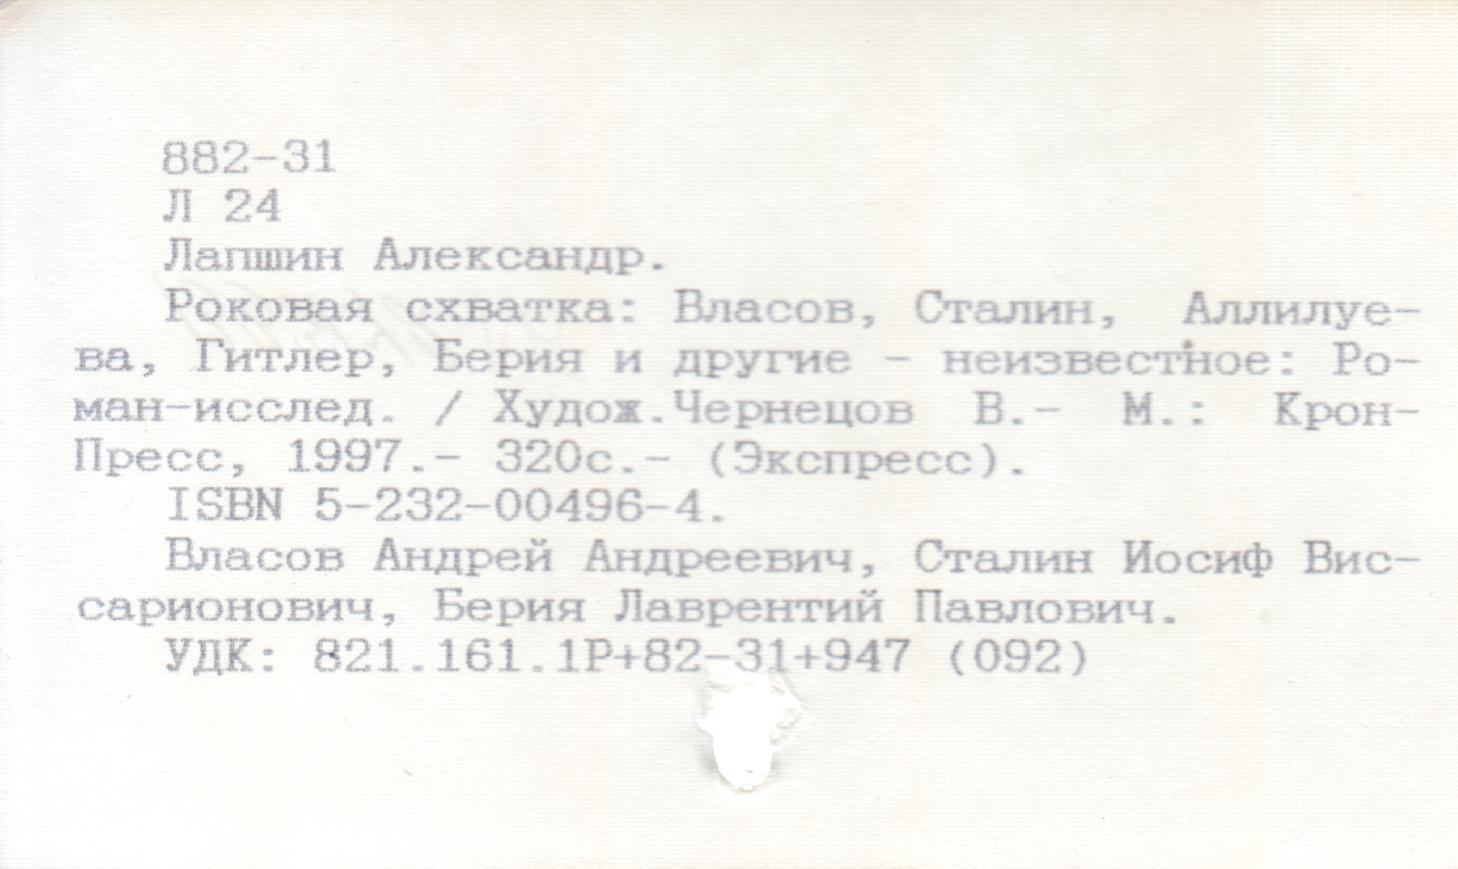 882-31
Л 24
Лапшин Александр.
Роковая схватка: Власов, Сталин, Аллилуе-
ва, Гитлер, Берия и другие - неизвестное: Ро-
ман-исслед. / Худож.Чернецов В.- М.: Крон-
Пресс, 1997.- 320с.- (Экспресс).
ISBN 5-232-00496-4.
Власов Андрей Андреевич, Сталин Иосиф Вис-
сарионович, Берия Лаврентий Павлович.
УДК: 821.161.1Р+82-31+947 (092)